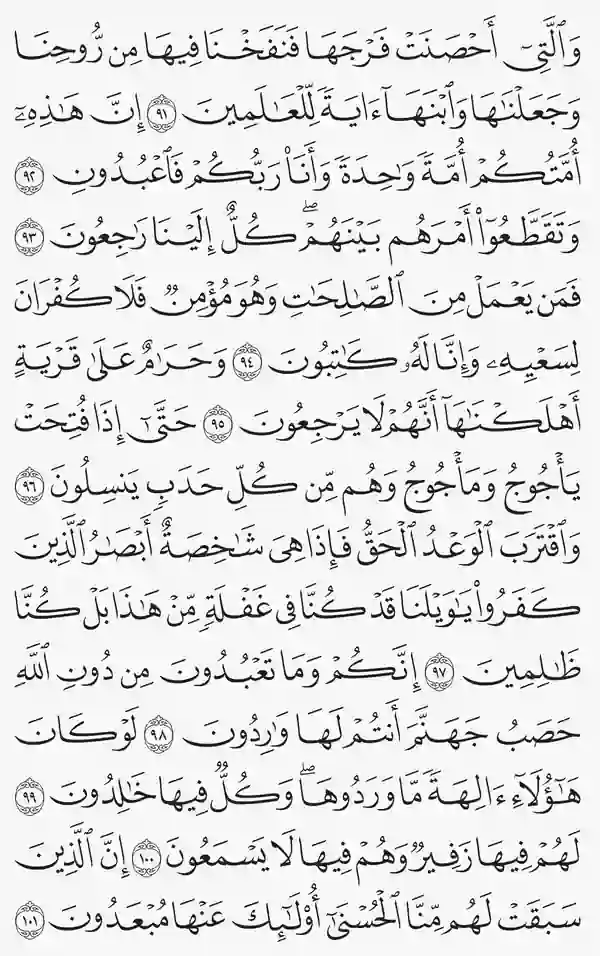 وَٱلَّتِىٓ أَحْصَنَتْ فَرْجَهَا فَنَفَخْنَا فِيهَا مِن رُّوحِنَا
وَجَعَلْنَٰهَا وَٱبْنَهَآ ءَايَةً لِّلْعَٰلَمِينَ ٩١ إِنَّ هَٰذِهِۦٓ
أُمَّتُكُمْ أُمَّةً وَٰحِدَةً وَأَنَا۠ رَبُّكُمْ فَٱعْبُدُونِ ٩٢
وَتَقَطَّعُوٓا۟ أَمْرَهُم بَيْنَهُمْ ۖ كُلٌّ إِلَيْنَا رَٰجِعُونَ ٩٣
فَمَن يَعْمَلْ مِنَ ٱلصَّٰلِحَٰتِ وَهُوَ مُؤْمِنٌ فَلَا كُفْرَانَ
لِسَعْيِهِۦ وَإِنَّا لَهُۥ كَٰتِبُونَ ٩٤ وَحَرَٰمٌ عَلَىٰ قَرْيَةٍ
أَهْلَكْنَٰهَآ أَنَّهُمْ لَا يَرْجِعُونَ ٩٥ حَتَّىٰٓ إِذَا فُتِحَتْ
يَأْجُوجُ وَمَأْجُوجُ وَهُم مِّن كُلِّ حَدَبٍ يَنسِلُونَ ٩٦
وَٱقْتَرَبَ ٱلْوَعْدُ ٱلْحَقُّ فَإِذَا هِىَ شَٰخِصَةٌ أَبْصَٰرُ ٱلَّذِينَ
كَفَرُوا۟ يَٰوَيْلَنَا قَدْ كُنَّا فِى غَفْلَةٍ مِّنْ هَٰذَا بَلْ كُنَّا
ظَٰلِمِينَ ٩٧ إِنَّكُمْ وَمَا تَعْبُدُونَ مِن دُونِ ٱللَّهِ
حَصَبُ جَهَنَّمَ أَنتُمْ لَهَا وَٰرِدُونَ ٩٨ لَوْ كَانَ
هَٰٓؤُلَآءِ ءَالِهَةً مَّا وَرَدُوهَا ۖ وَكُلٌّ فِيهَا خَٰلِدُونَ ٩٩
لَهُمْ فِيهَا زَفِيرٌ وَهُمْ فِيهَا لَا يَسْمَعُونَ ١٠٠ إِنَّ ٱلَّذِينَ
سَبَقَتْ لَهُم مِّنَّا ٱلْحُسْنَىٰٓ أُو۟لَٰٓئِكَ عَنْهَا مُبْعَدُونَ ١٠١